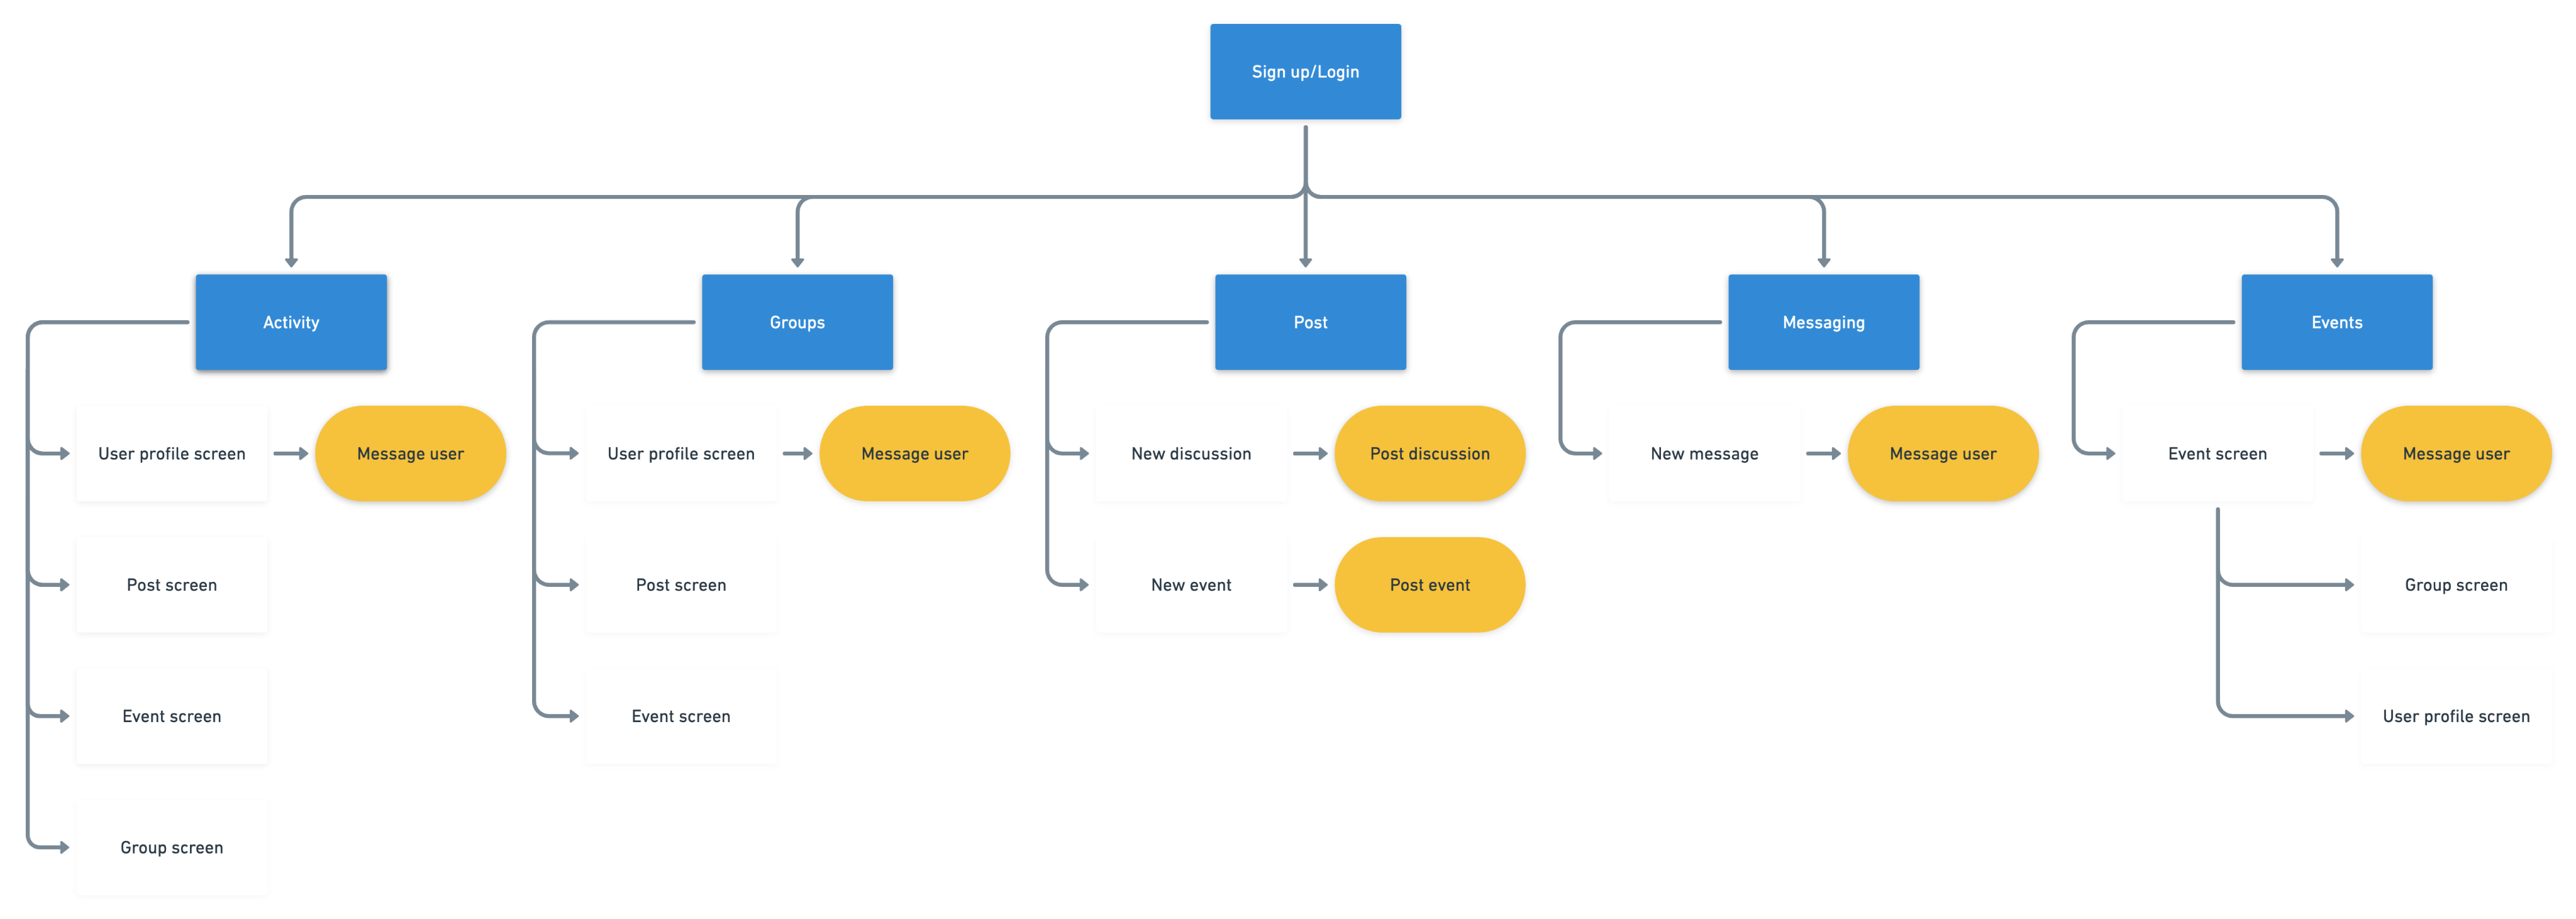 Sign up/Login
Activity
Groups
Post
Messaging
Events
User profile screen
Message user
User profile screen
Message user
New discussion
Post discussion
New message
Message user
Event screen
Message user
Post screen
Post screen
New event
Post event
Group screen
Event screen
Event screen
User profile screen
Group screen